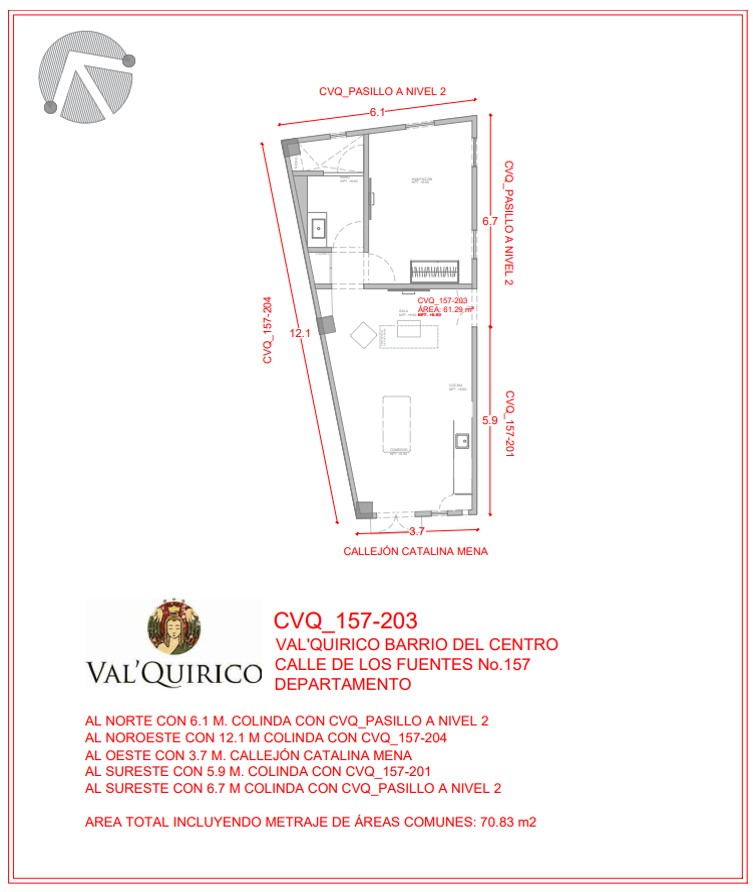 CVQ_PASILLO A NIVEL 2
6.1
CVQ_PASILLO A NIVEL 2
6.7
CVQ_157-204
12.1
CVQ_157-203
ÁREA: 61.29 m²
SALA
COCINA
COMEDOR
5.9
CVQ_157-201
3.7
CALLEJÓN CATALINA MENA
VAL'QUIRICO
CVQ_157-203
VAL'QUIRICO BARRIO DEL CENTRO
CALLE DE LOS FUENTES No.157
DEPARTAMENTO
AL NORTE CON 6.1 M. COLINDA CON CVQ_PASILLO A NIVEL 2
AL NOROESTE CON 12.1 M COLINDA CON CVQ_157-204
AL OESTE CON 3.7 M. CALLEJÓN CATALINA MENA
AL SURESTE CON 5.9 M. COLINDA CON CVQ_157-201
AL SURESTE CON 6.7 M COLINDA CON CVQ_PASILLO A NIVEL 2
AREA TOTAL INCLUYENDO METRAJE DE ÁREAS COMUNES: 70.83 m2